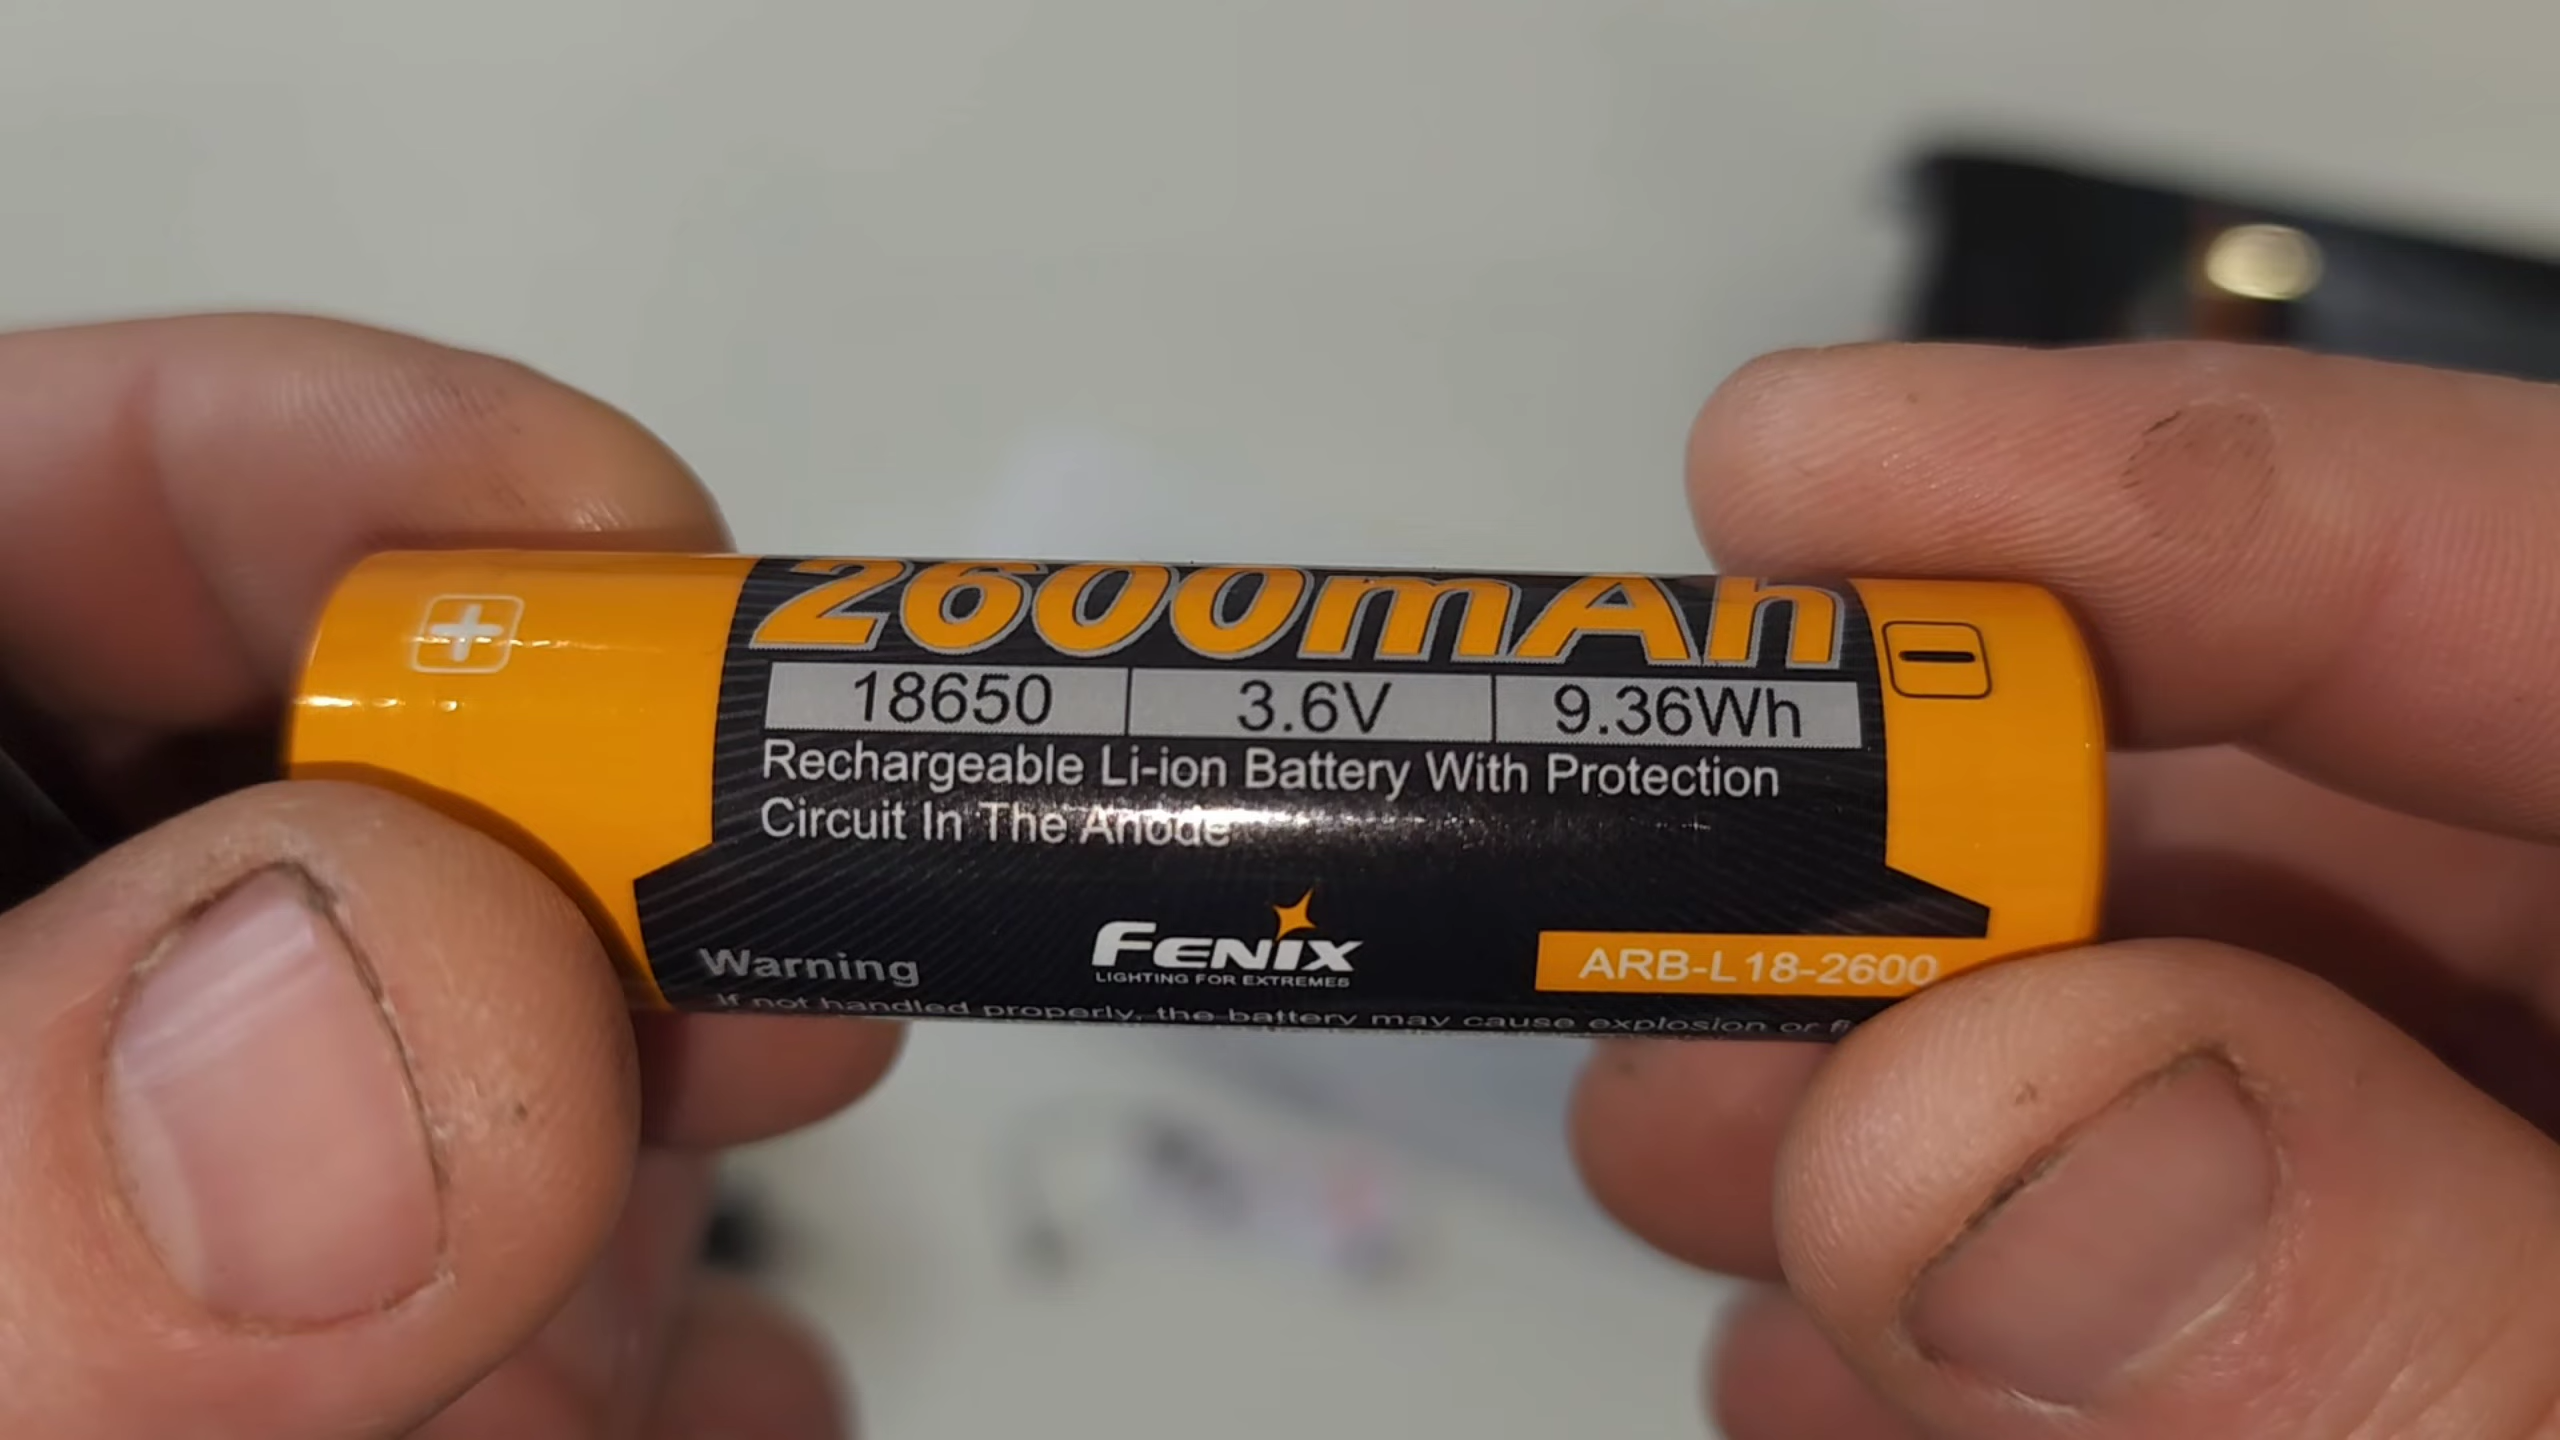 2600mAh
18650 3.6V 9.36Wh
Rechargeable Li-ion Battery With Protection
Circuit In The Anode
FENIX
LIGHTING FOR EXTREMES
ARB-L18-2600
Warning
If not handled properly, the battery may cause explosion or